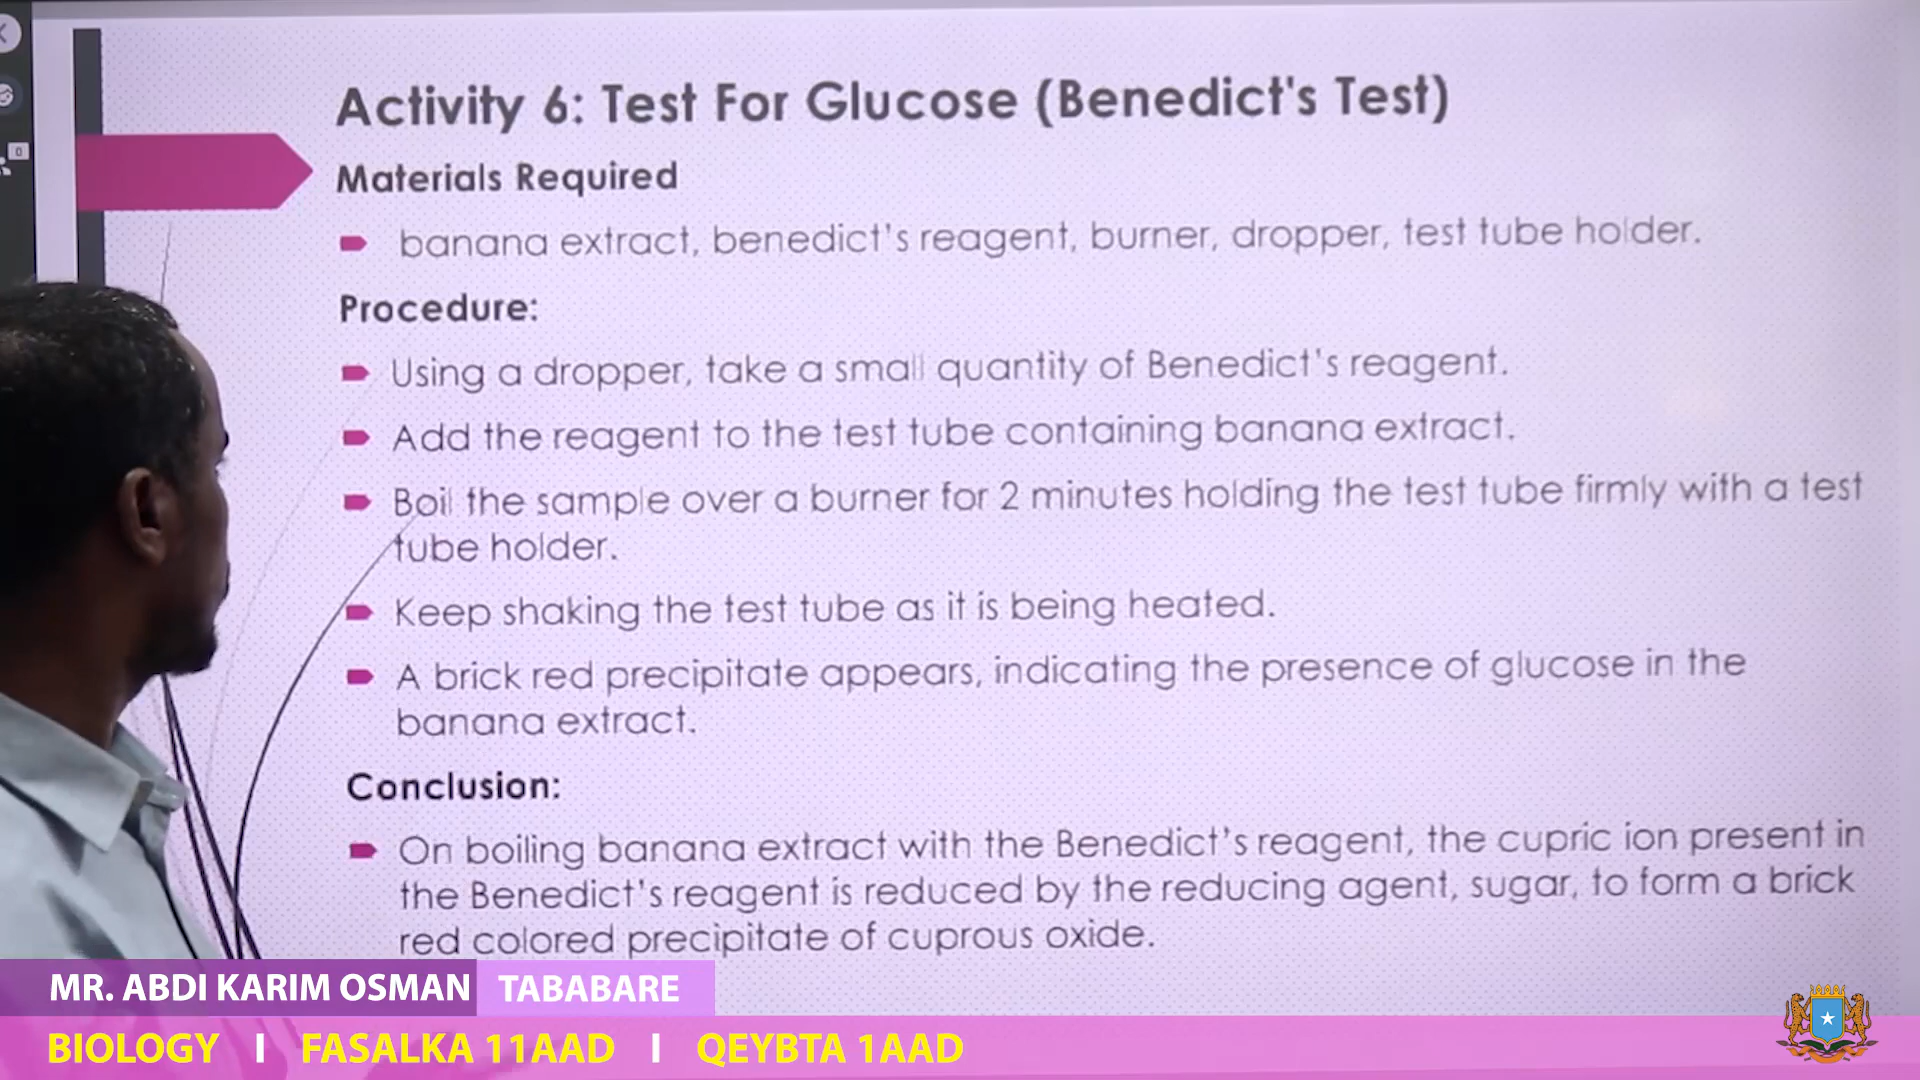 0
Activity 6: Test For Glucose (Benedict's Test)
Materials Required
banana extract, benedict's reagent, burner, dropper, test tube holder.
Procedure:
Using a dropper, take a small quantity of Benedict's reagent.
Add the reagent to the test tube containing banana extract.
Boil the sample over a burner for 2 minutes holding the test tube firmly with a test
tube holder.
Keep shaking the test tube as it is being heated.
A brick red precipitate appears, indicating the presence of glucose in the
banana extract.
Conclusion:
On boiling banana extract with the Benedict's reagent, the cupric ion present in
the Benedict's reagent is reduced by the reducing agent, sugar, to form a brick
red colored precipitate of cuprous oxide.
MR. ABDI KARIM OSMAN TABABARE
BIOLOGY I FASALKA 11AAD I QEYBTA 1AAD